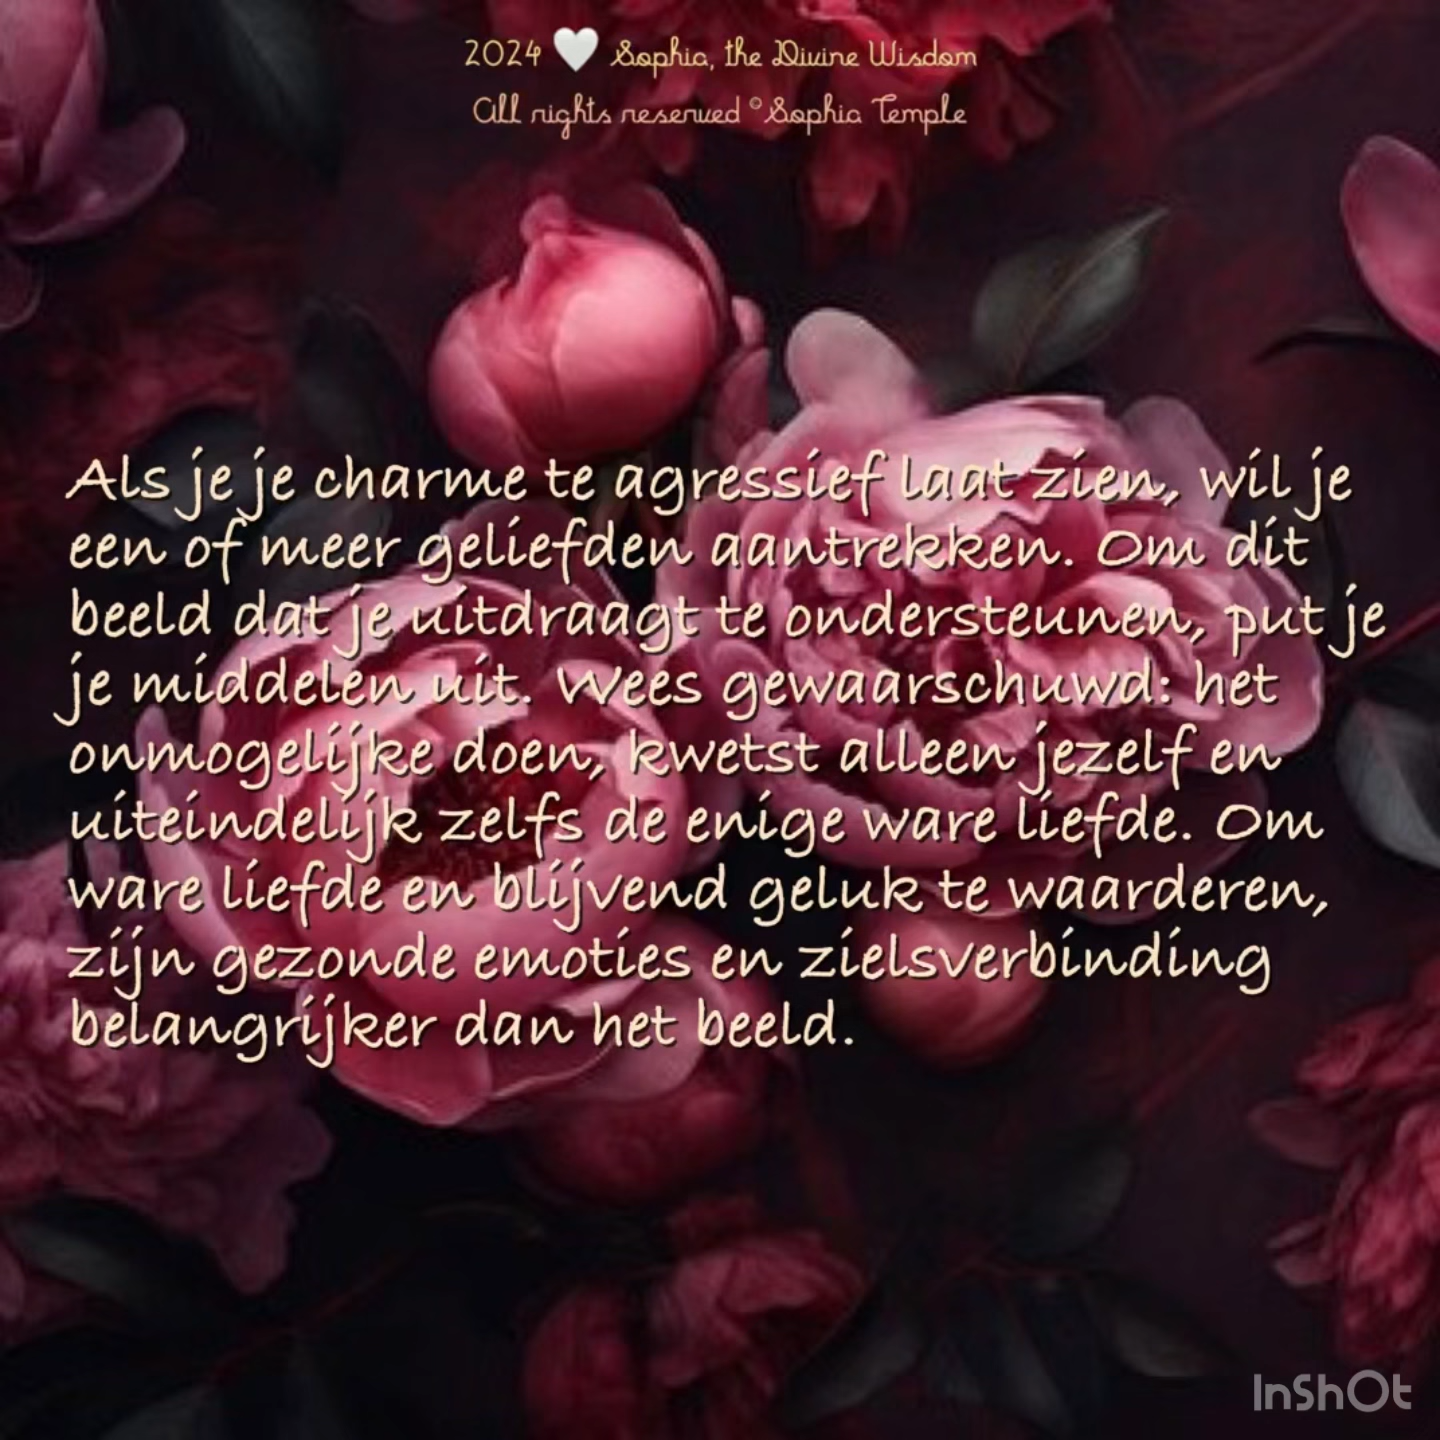 2024 🤍 Sophia, the Divine Wisdom
All rights reserved © Sophia Temple
Als je je charme te agressief laat zien, wil je
een of meer geliefden aantrekken. Om dit
beeld dat je uitdraagt te ondersteunen, put je
je middelen uit. Wees gewaarschuwd: het
onmogelijke doen, kwetst alleen jezelf en
uiteindelijk zelfs de enige ware liefde. Om
ware liefde en blijvend geluk te waarderen,
zijn gezonde emoties en zielsverbinding
belangrijker dan het beeld.
InShOt